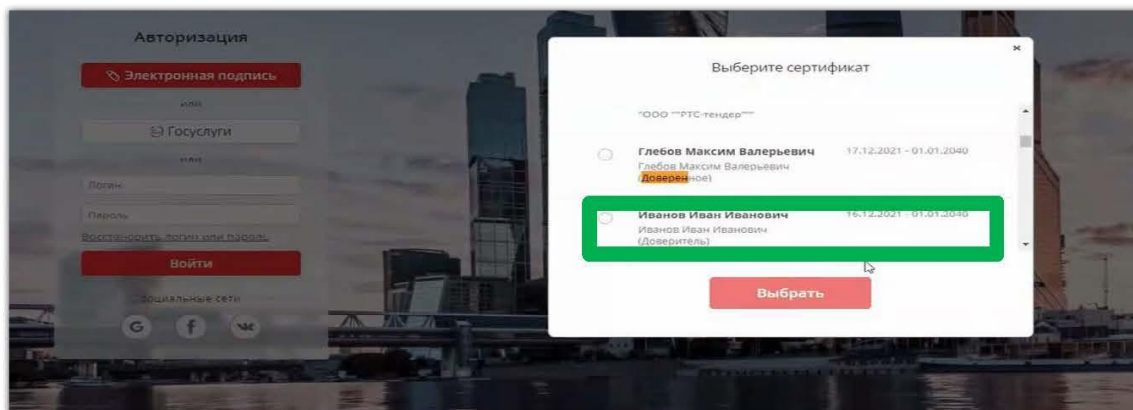 Авторизация
Электронная подпись
или
Госуслуги
или
Логин
Пароль
Восстановить логин или пароль
Войти
Социальные сети
G f
Выберите сертификат
"ООО ""РТС-тендер"""
Глебов Максим Валерьевич 17.12.2021 - 01.01.2040
Глебов Максим Валерьевич
(Доверенное)
Иванов Иван Иванович 16.12.2021 - 01.01.2040
Иванов Иван Иванович
(Доверитель)
Выбрать